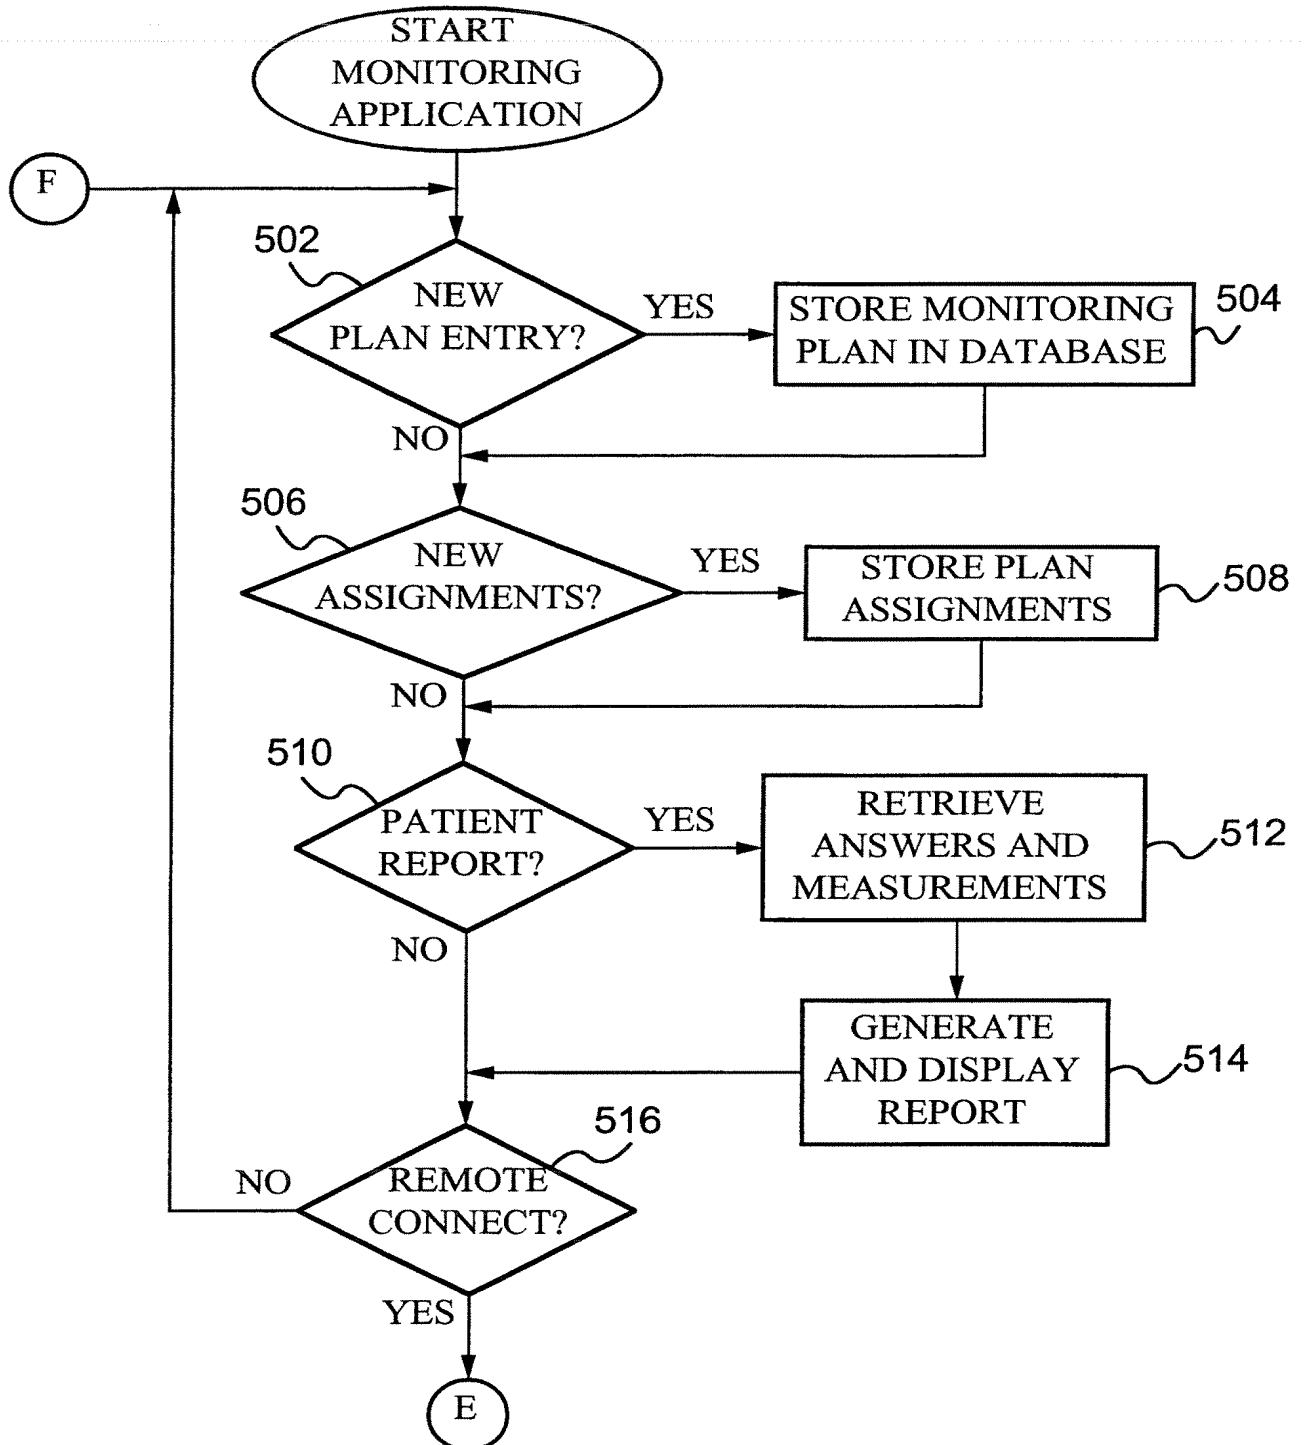 START
MONITORING
APPLICATION
F
502
NEW
PLAN ENTRY?
YES
STORE MONITORING
PLAN IN DATABASE
504
NO
506
NEW
ASSIGNMENTS?
YES
STORE PLAN
ASSIGNMENTS
508
NO
510
PATIENT
REPORT?
YES
RETRIEVE
ANSWERS AND
MEASUREMENTS
512
NO
GENERATE
AND DISPLAY
REPORT
514
516
REMOTE
CONNECT?
NO
YES
E